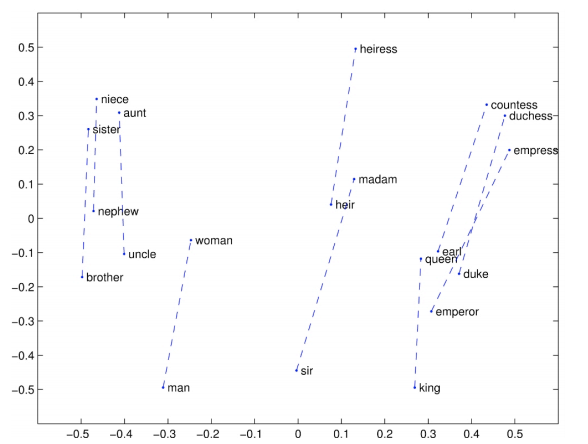 0.5
0.4
0.3
0.2
0.1
0
−0.1
−0.2
−0.3
−0.4
−0.5
heiress
niece
countess
aunt
duchess
sister
empress
madam
heir
nephew
woman
earl
uncle
queen
duke
brother
emperor
sir
man
king
−0.5 −0.4 −0.3 −0.2 −0.1 0 0.1 0.2 0.3 0.4 0.5